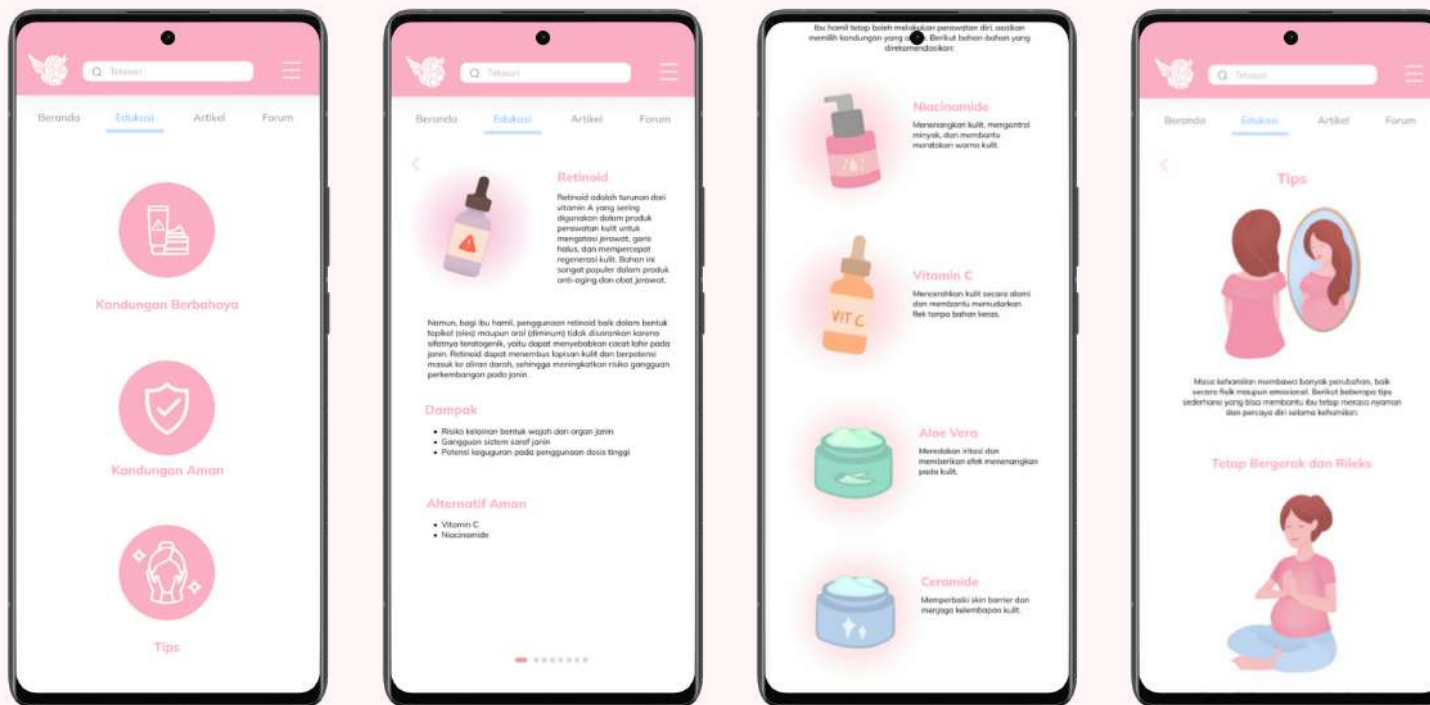 Telusuri
Beranda Edukasi Artikel Forum
Kandungan Berbahaya
Kandungan Aman
Tips
Telusuri
Beranda Edukasi Artikel Forum
Retinoid
Retinoid adalah turunan dari
vitamin A yang sering
digunakan dalam produk
perawatan kulit untuk
mengatasi jerawat, garis
halus, dan mempercepat
regenerasi kulit. Bahan ini
sangat populer dalam produk
anti-aging dan obat jerawat.
Namun, bagi ibu hamil, penggunaan retinoid baik dalam bentuk
topikal (oles) maupun oral (diminum) tidak disarankan karena
sifatnya teratogenik, yaitu dapat menyebabkan cacat lahir pada
janin. Retinoid dapat menembus lapisan kulit dan berpotensi
masuk ke aliran darah, sehingga meningkatkan risiko gangguan
perkembangan pada janin.
Dampak
• Risiko kelainan bentuk wajah dan organ janin
• Gangguan sistem saraf janin
• Potensi keguguran pada penggunaan dosis tinggi
Alternatif Aman
• Vitamin C
• Niacinamide
Ibu hamil tetap boleh melakukan perawatan diri, asalkan
memilih kandungan yang Berikut bahan-bahan yang
direkomendasikan:
Niacinamide
Menenangkan kulit, mengontrol
minyak, dan membantu
meratakan warna kulit.
Vitamin C
Mencerahkan kulit secara alami
dan membantu memudarkan
flek tanpa bahan keras.
VIT C
Aloe Vera
Meredakan iritasi dan
memberikan efek menenangkan
pada kulit.
Ceramide
Memperbaiki skin barrier dan
menjaga kelembapan kulit.
Telusuri
Beranda Edukasi Artikel Forum
Tips
Masa kehamilan membawa banyak perubahan, baik
secara fisik maupun emosional. Berikut beberapa tips
sederhana yang bisa membantu ibu tetap merasa nyaman
dan percaya diri selama kehamilan.
Tetap Bergerak dan Rileks